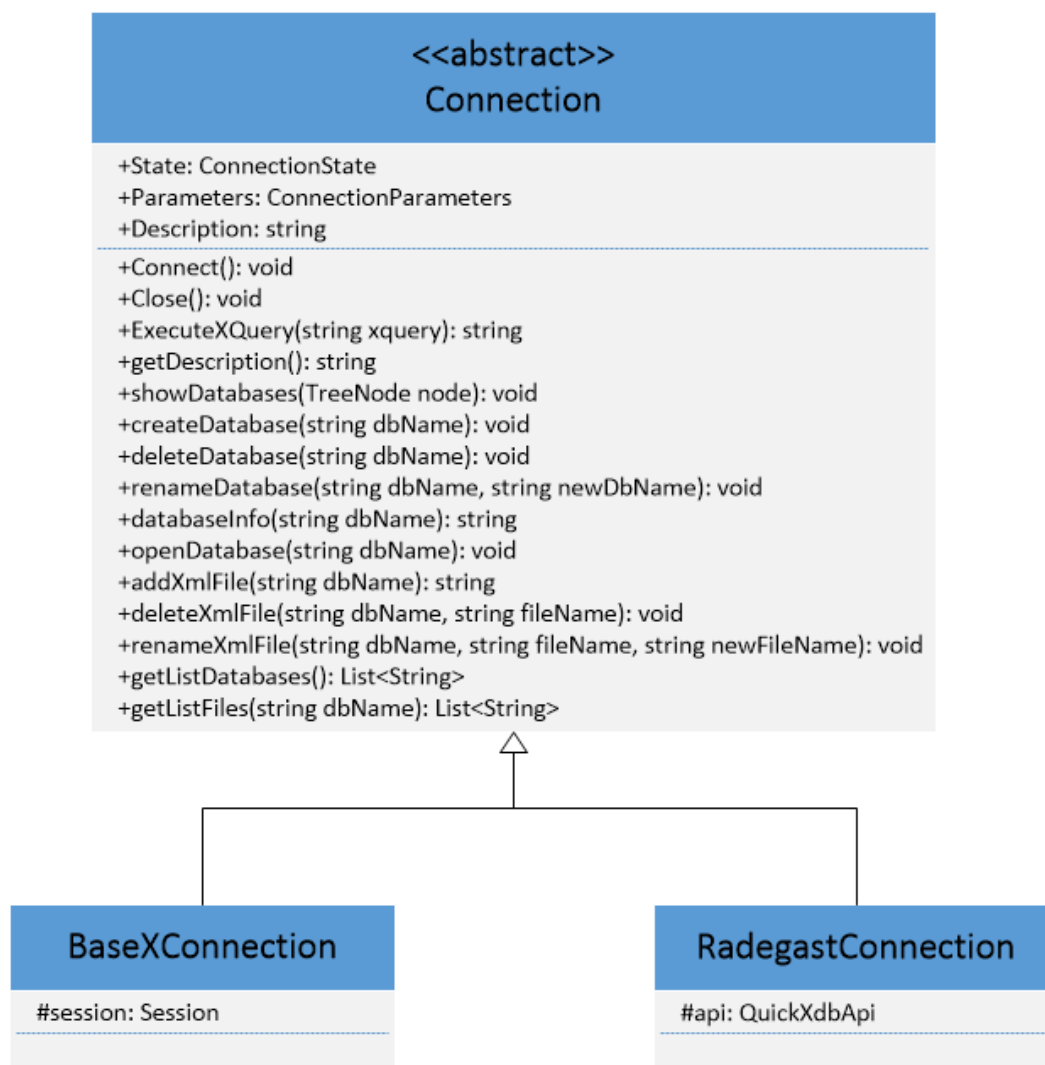 <<abstract>>
Connection
+State: ConnectionState
+Parameters: ConnectionParameters
+Description: string
+Connect(): void
+Close(): void
+ExecuteXQuery(string xquery): string
+getDescription(): string
+showDatabases(TreeNode node): void
+createDatabase(string dbName): void
+deleteDatabase(string dbName): void
+renameDatabase(string dbName, string newDbName): void
+databaseInfo(string dbName): string
+openDatabase(string dbName): void
+addXmlFile(string dbName): string
+deleteXmlFile(string dbName, string fileName): void
+renameXmlFile(string dbName, string fileName, string newFileName): void
+getListDatabases(): List<String>
+getListFiles(string dbName): List<String>
BaseXConnection
#session: Session
RadegastConnection
#api: QuickXdbApi